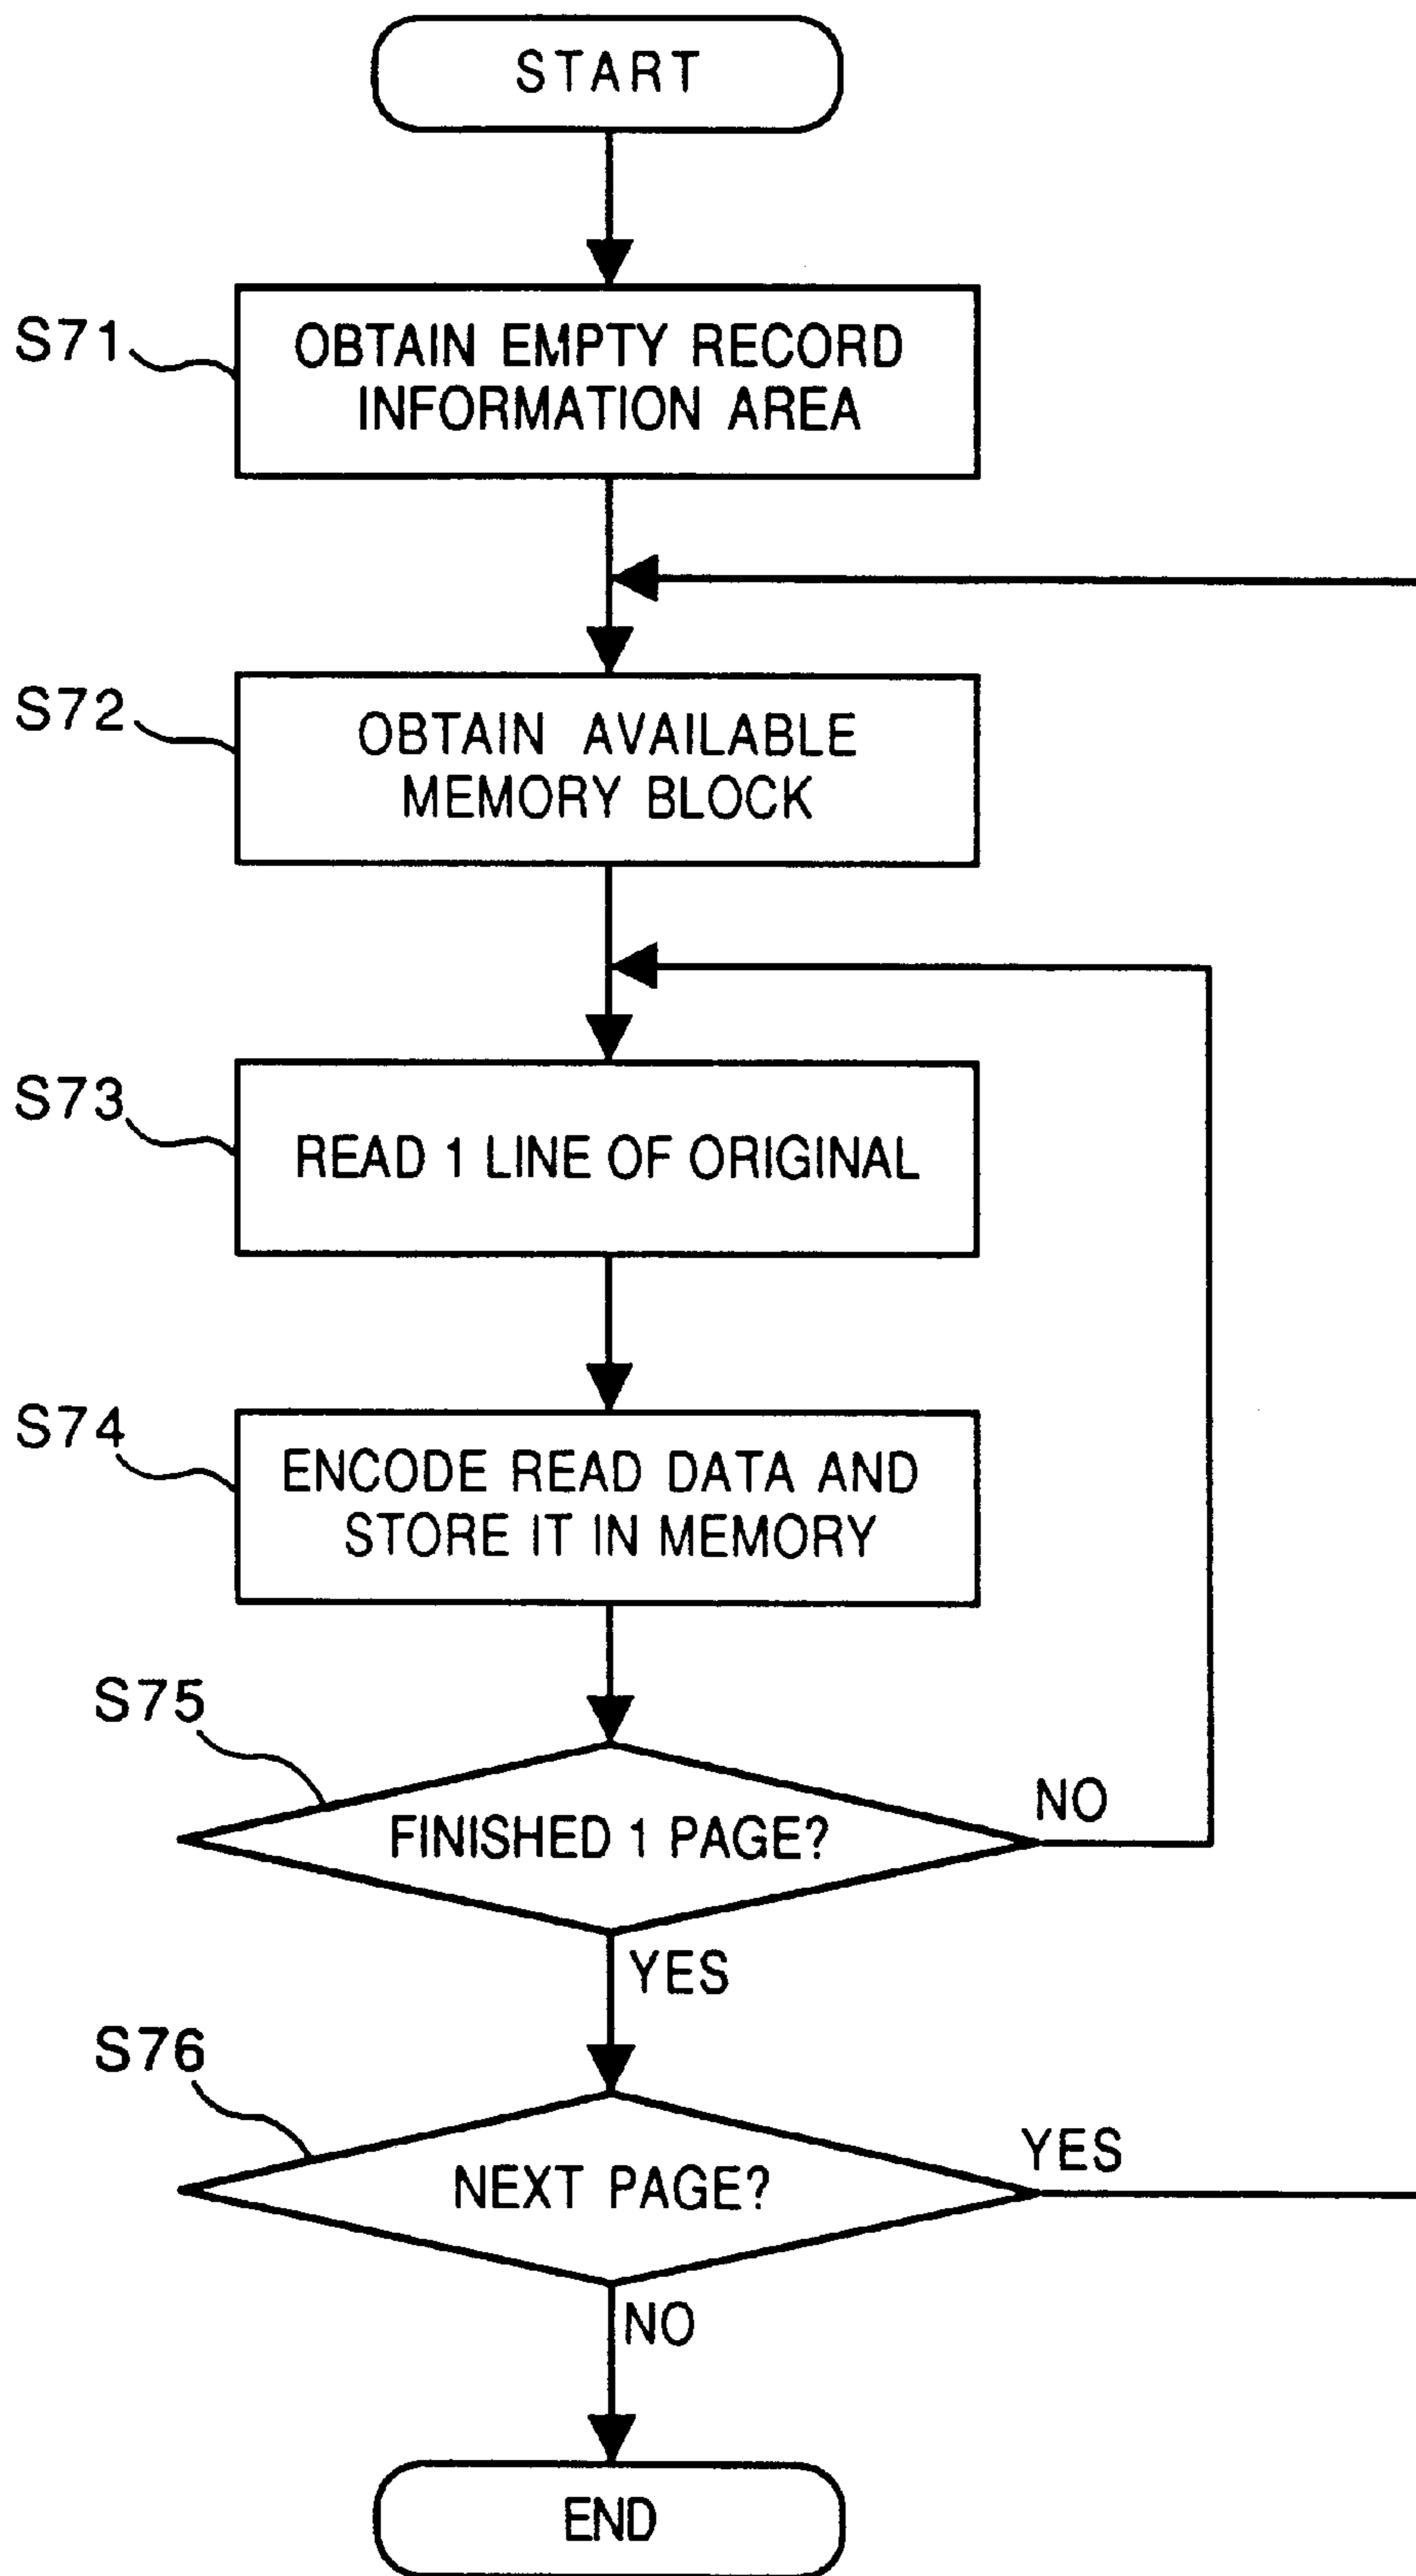 START
S71
OBTAIN EMPTY RECORD
INFORMATION AREA
S72
OBTAIN AVAILABLE
MEMORY BLOCK
S73
READ 1 LINE OF ORIGINAL
S74
ENCODE READ DATA AND
STORE IT IN MEMORY
S75
FINISHED 1 PAGE?
NO
YES
S76
NEXT PAGE?
YES
NO
END